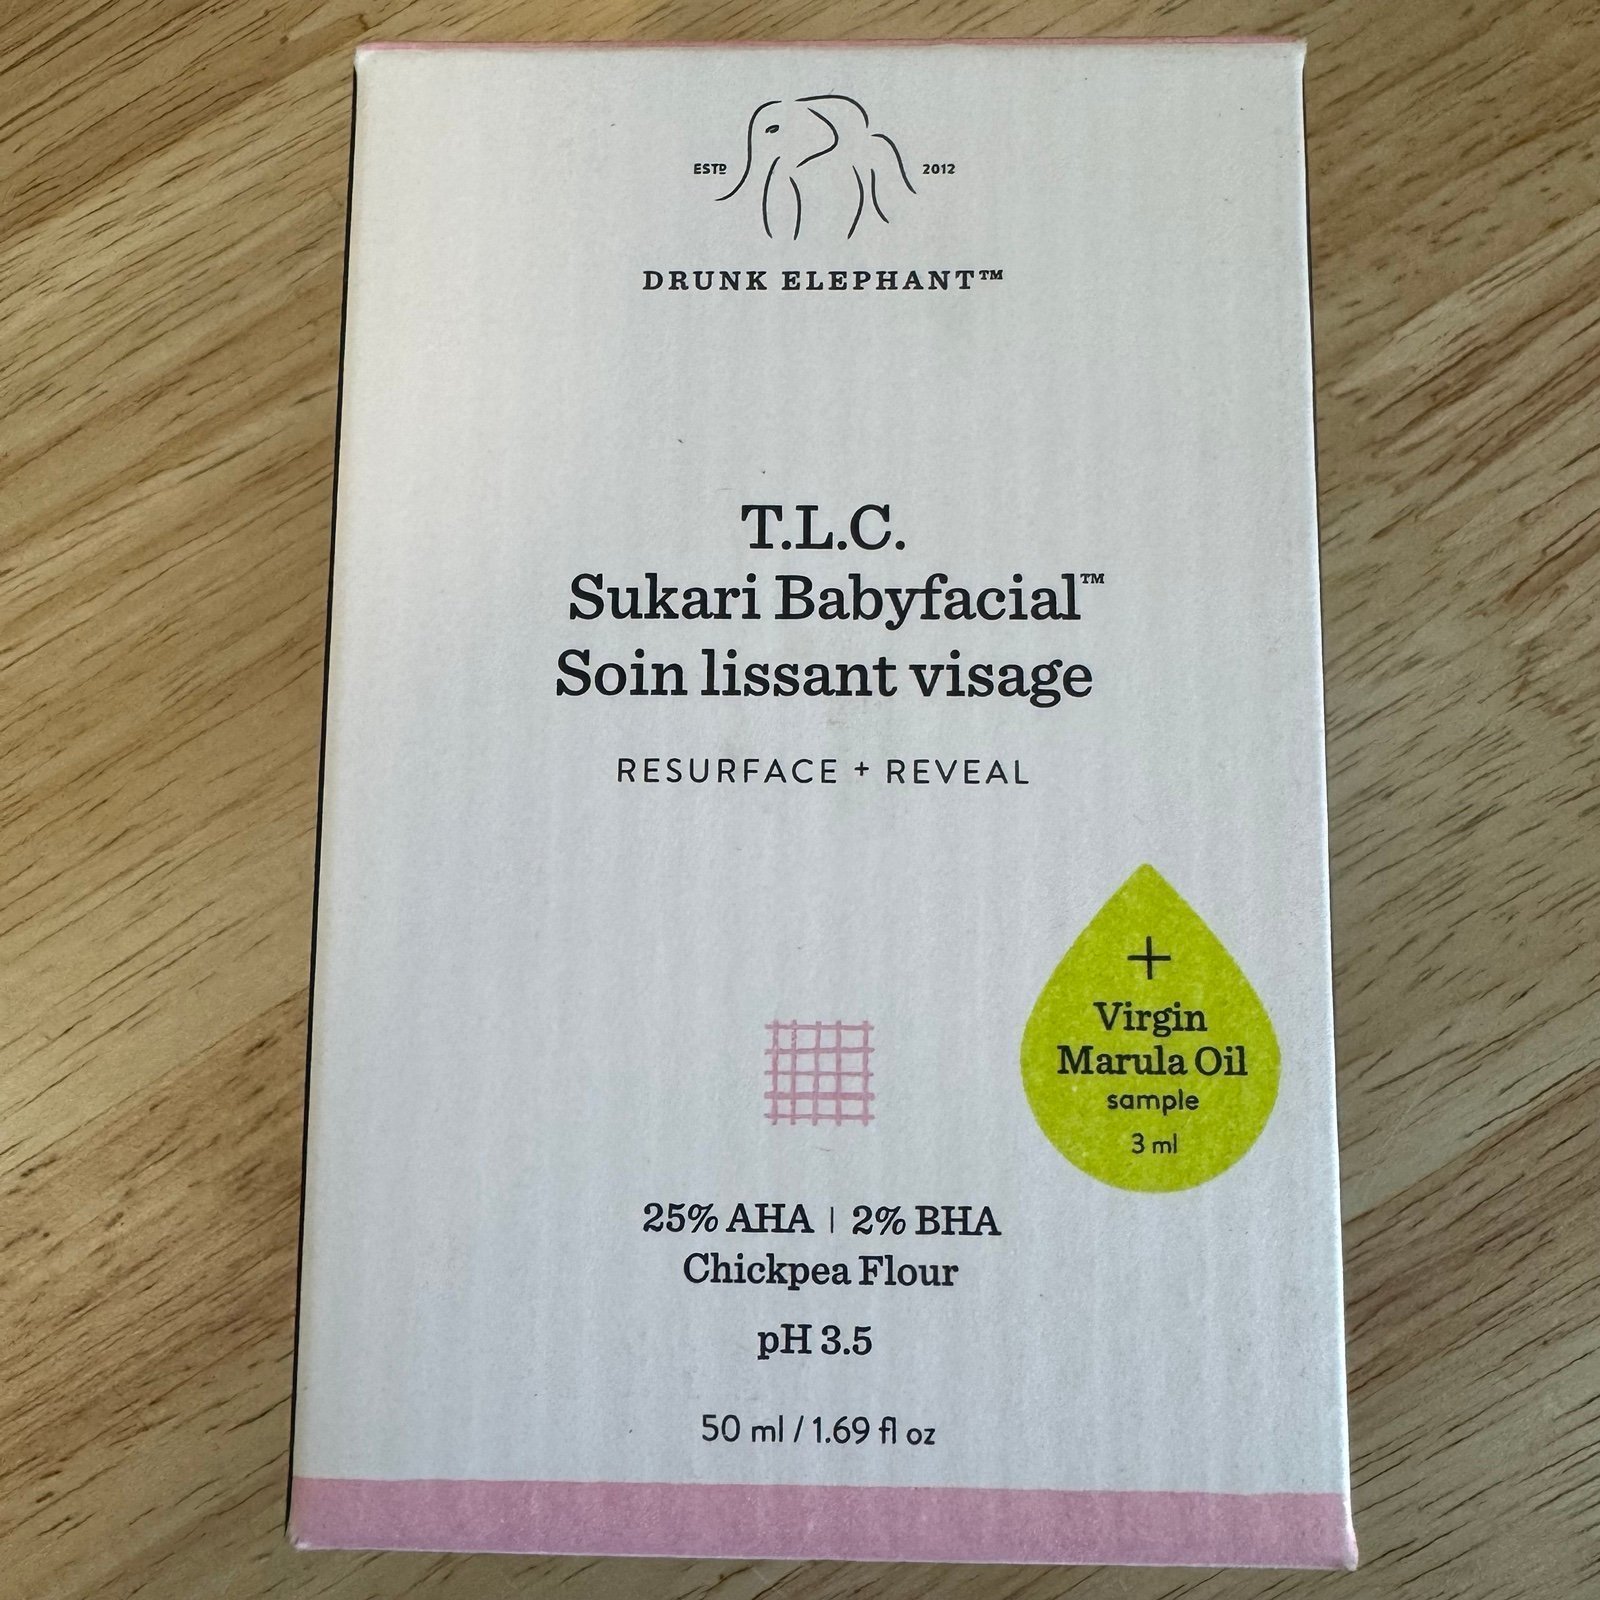 ESTD 2012
DRUNK ELEPHANT™
T.L.C.
Sukari Babyfacial™
Soin lissant visage
RESURFACE + REVEAL
+
Virgin
Marula Oil
sample
3 ml
25% AHA | 2% BHA
Chickpea Flour
pH 3.5
50 ml / 1.69 fl oz